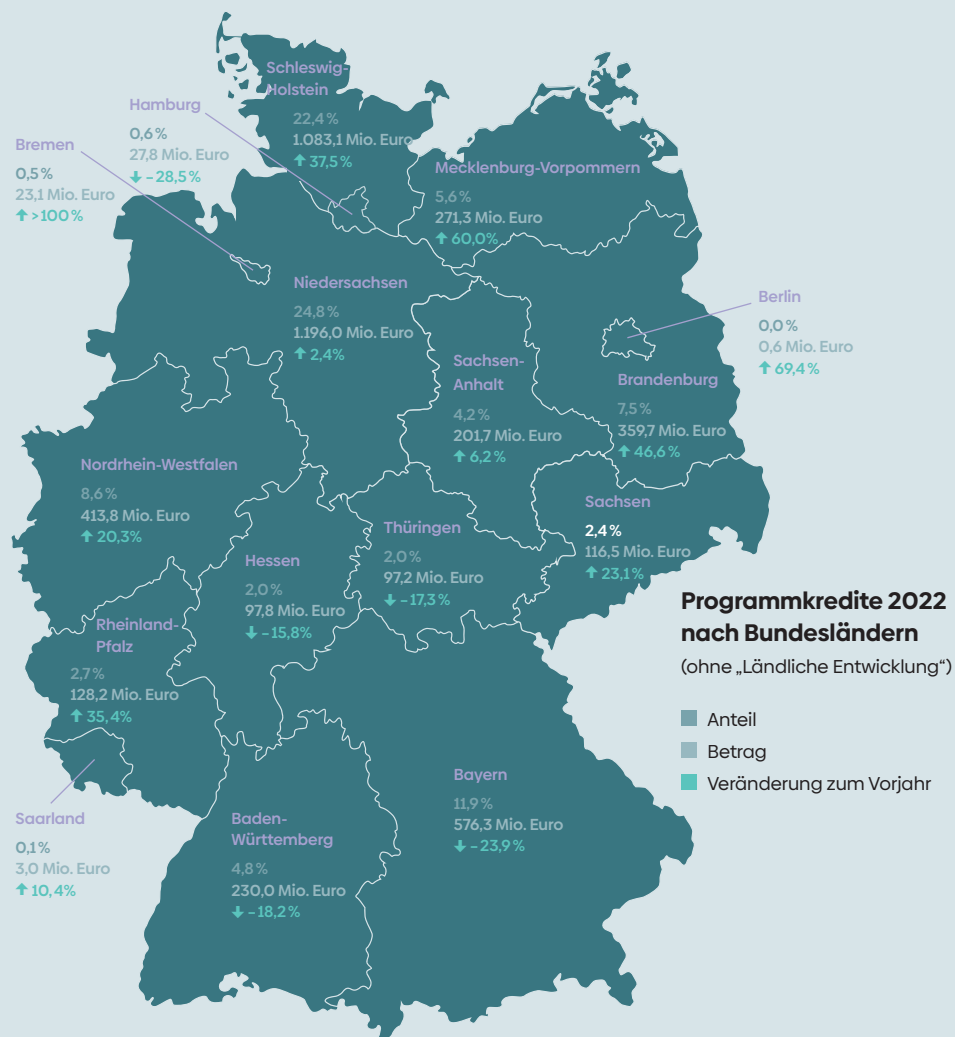 Schleswig-
Holstein
22,4 %
1.083,1 Mio. Euro
↑ 37,5 %
Hamburg
0,6 %
27,8 Mio. Euro
↓ –28,5 %
Bremen
0,5 %
23,1 Mio. Euro
↑ >100 %
Mecklenburg-Vorpommern
5,6 %
271,3 Mio. Euro
↑ 60,0 %
Niedersachsen
24,8 %
1.196,0 Mio. Euro
↑ 2,4%
Berlin
0,0 %
0,6 Mio. Euro
↑ 69,4 %
Sachsen-
Anhalt
4,2 %
201,7 Mio. Euro
↑ 6,2 %
Brandenburg
7,5 %
359,7 Mio. Euro
↑ 46,6 %
Nordrhein-Westfalen
8,6 %
413,8 Mio. Euro
↑ 20,3%
Sachsen
2,4 %
116,5 Mio. Euro
↑ 23,1 %
Thüringen
2,0 %
97,2 Mio. Euro
↓ –17,3 %
Hessen
2,0 %
97,8 Mio. Euro
↓ –15,8%
Rheinland-
Pfalz
2,7 %
128,2 Mio. Euro
↑ 35,4 %
Saarland
0,1 %
3,0 Mio. Euro
↑ 10,4 %
Baden-
Württemberg
4,8 %
230,0 Mio. Euro
↓ –18,2 %
Bayern
11,9 %
576,3 Mio. Euro
↓ –23,9 %
Programmkredite 2022
nach Bundesländern
(ohne „Ländliche Entwicklung“)
Anteil
Betrag
Veränderung zum Vorjahr